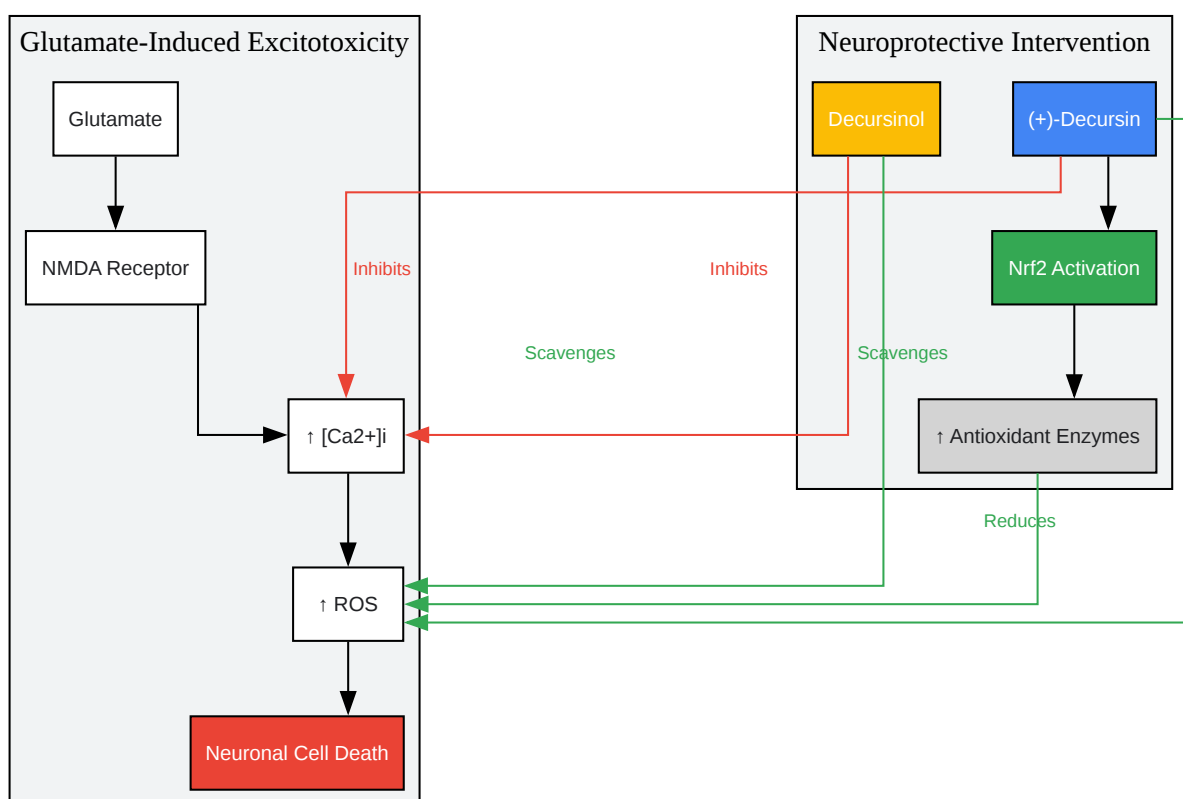 Glutamate-Induced Excitotoxicity
Neuroprotective Intervention
Glutamate
Decursinol
(+)-Decursin
NMDA Receptor
Inhibits
Inhibits
Nrf2 Activation
Scavenges
Scavenges
↑ [Ca2+]i
↑ Antioxidant Enzymes
Reduces
↑ ROS
Neuronal Cell Death